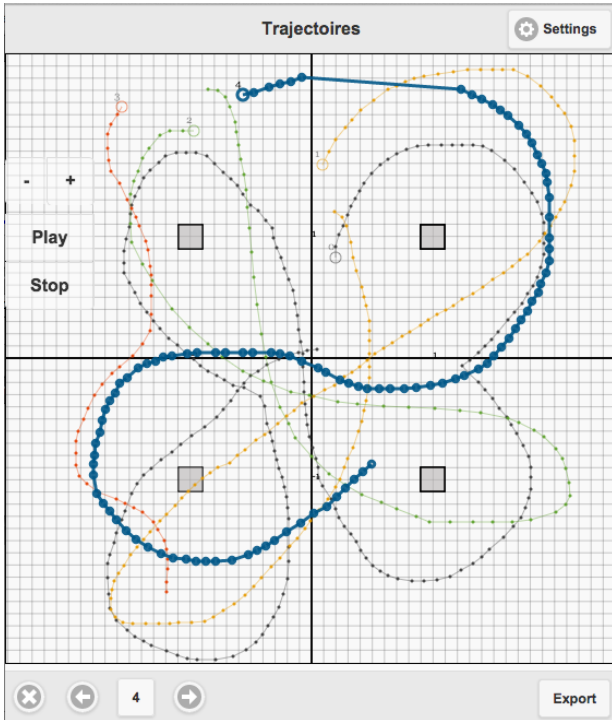 Trajectoires
Settings
4
3
2
1
0
-
+
Play
Stop
1
1
-1
4
Export